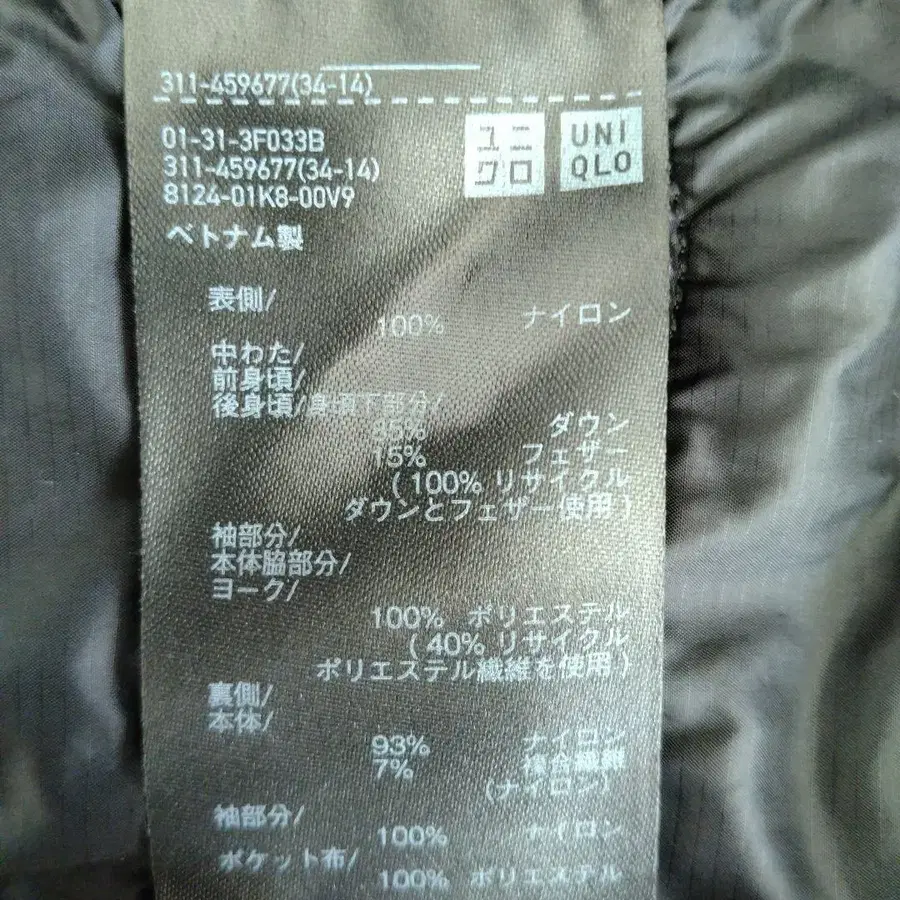 311-459677(34-14)
01-31-3F033B
311-459677(34-14)
8124-01K8-00V9
ユニ
クロ
UNI
QLO
ベトナム製
表側/
100% ナイロン
中わた/
前身頃/
後身頃/身頃下部分/
85% ダウン
15% フェザー
(100% リサイクル
ダウンとフェザー使用)
袖部分/
本体脇部分/
ヨーク/
100% ポリエステル
(40% リサイクル
ポリエステル繊維を使用)
裏側/
本体/
93% ナイロン
7% 複合繊維
(ナイロン)
袖部分/
100% ナイロン
ポケット布/
100% ポリエステル